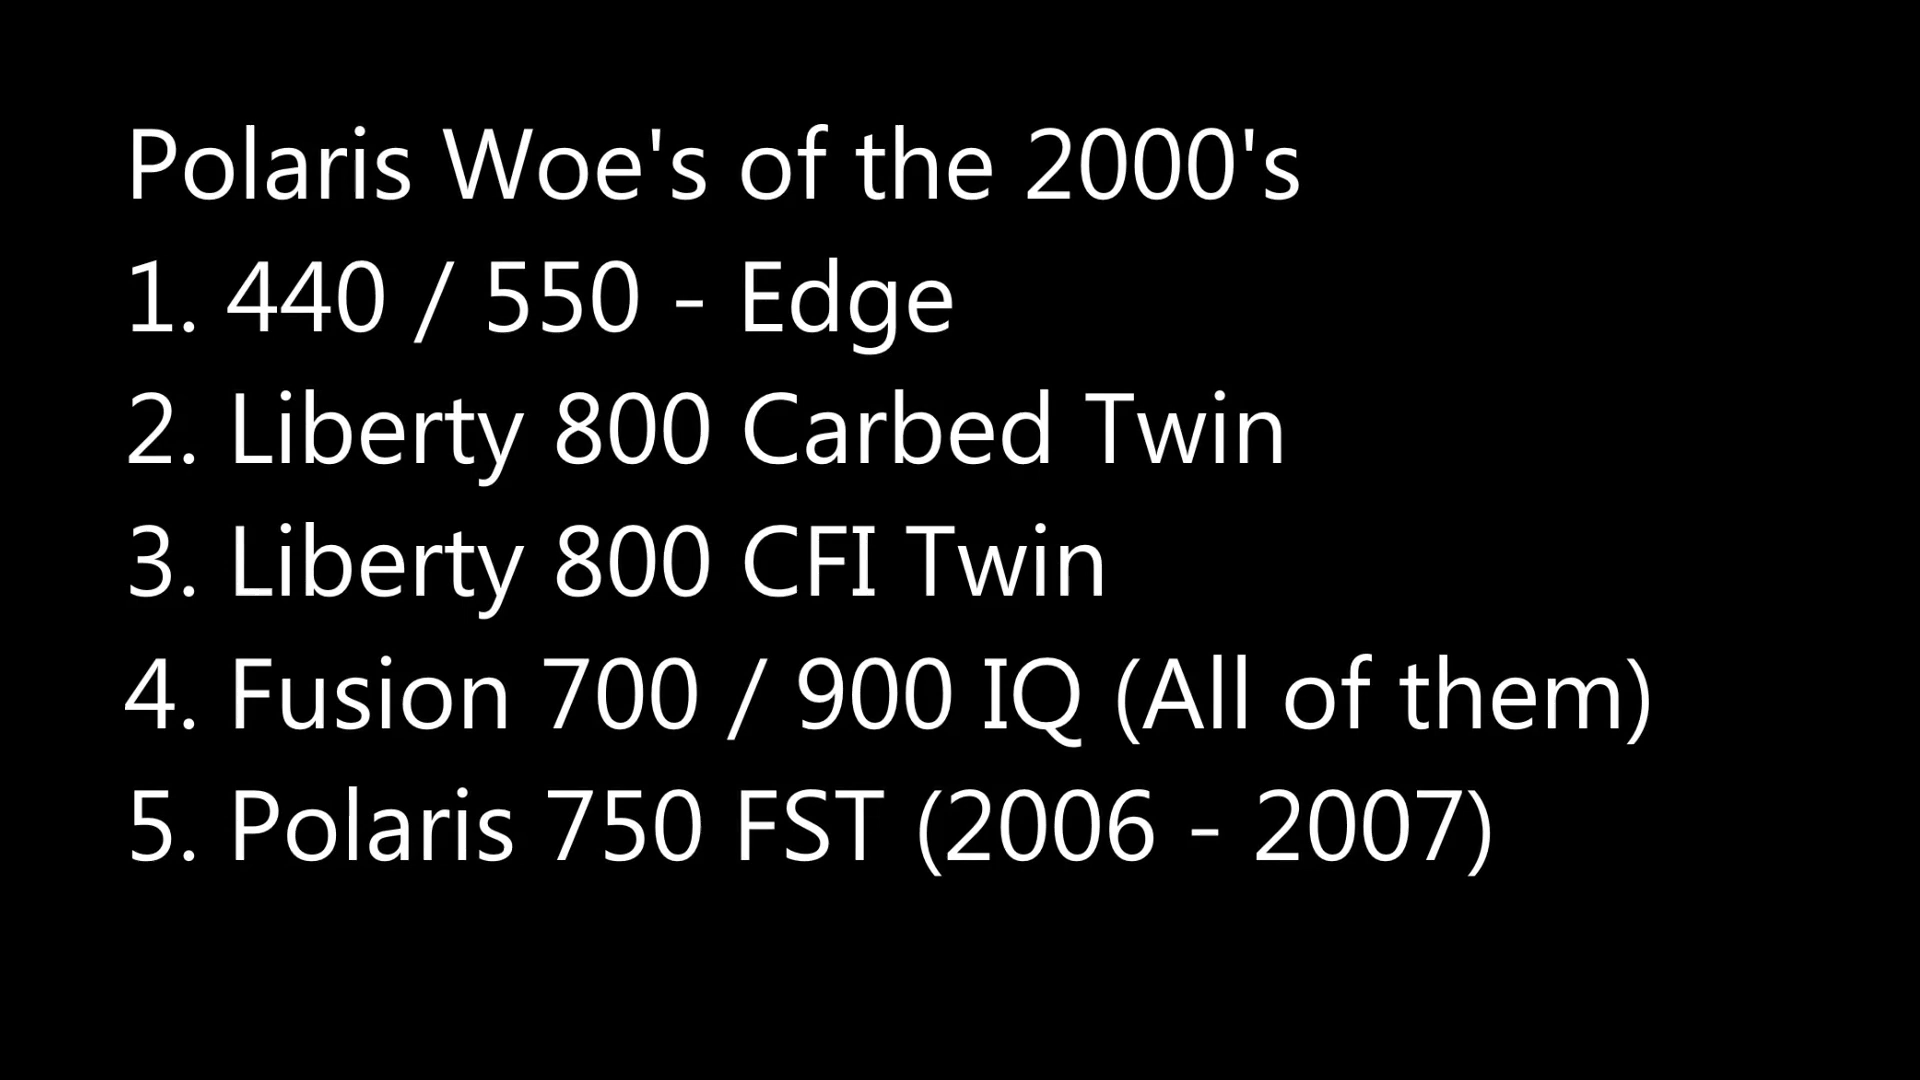 Polaris Woe's of the 2000's
1. 440 / 550 - Edge
2. Liberty 800 Carbed Twin
3. Liberty 800 CFI Twin
4. Fusion 700 / 900 IQ (All of them)
5. Polaris 750 FST (2006 - 2007)